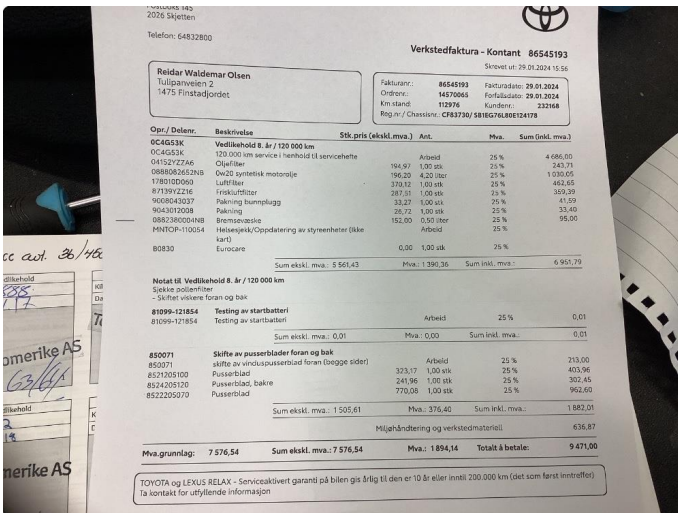 2026 Skjetten
Telefon: 64832800
Verkstedfaktura - Kontant 86545193
Skrevet ut: 29.01.2024 15:56
Reidar Waldemar Olsen
Tulipanveien 2
1475 Finstadjordet
Fakturanr.: 86545193 Fakturadato: 29.01.2024
Ordrenr.: 14570065 Forfallsdato: 29.01.2024
Km.stand: 112976 Kundenr.: 232168
Reg.nr/ Chassisnr.: CF83730/ SB1EG76L80E124178
Opr./ Delenr. Beskrivelse Stk.pris (ekskl.mva.) Ant. Mva. Sum (inkl. mva.)
0C4G53K Vedlikehold 8. år / 120 000 km
0C4G53K 120.000 km service i henhold til servicehefte Arbeid 25 % 4 686,00
04152YZZA6 Oljefilter 194,97 1,00 stk 25 % 243,71
0888082652NB 0w20 syntetisk motorolje 196,20 4,20 liter 25 % 1 030,05
178010D060 Luftfilter 370,12 1,00 stk 25 % 462,65
87139YZZ16 Friskluftfilter 287,51 1,00 stk 25 % 359,39
9008043037 Pakning bunnplugg 33,27 1,00 stk 25 % 41,59
9043012008 Pakning 26,72 1,00 stk 25 % 33,40
0882380004NB Bremsevæske 152,00 0,50 liter 25 % 95,00
MNTOP-110054 Helsesjekk/Oppdatering av styreenheter (ikke Arbeid 25 %
kart)
B0830 Eurocare 0,00 1,00 stk 25 %
Sum ekskl. mva.: 5 561,43 Mva.: 1 390,36 Sum inkl. mva.: 6 951,79
Notat til Vedlikehold 8. år / 120 000 km
Sjekke pollenfilter
- Skiftet viskere foran og bak
81099-121854 Testing av startbatteri
81099-121854 Testing av startbatteri Arbeid 25 % 0,01
Sum ekskl. mva.: 0,01 Mva.: 0,00 Sum inkl. mva.: 0,01
850071 Skifte av pusserblader foran og bak
850071 skifte av vinduspusserblad foran (begge sider) Arbeid 25 % 213,00
8521205100 Pusserblad 323,17 1,00 stk 25 % 403,96
8524205120 Pusserblad, bakre 241,96 1,00 stk 25 % 302,45
8522205070 Pusserblad 770,08 1,00 stk 25 % 962,60
Sum ekskl. mva.: 1 505,61 Mva.: 376,40 Sum inkl. mva.: 1 882,01
Miljøhåndtering og verkstedmateriell 636,87
Mva.grunnlag: 7 576,54 Sum ekskl. mva.: 7 576,54 Mva.: 1 894,14 Totalt å betale: 9 471,00
TOYOTA og LEXUS RELAX - Serviceaktivert garanti på bilen gis årlig til den er 10 år eller inntil 200.000 km (det som først inntreffer)
Ta kontakt for utfyllende informasjon
dlikehold
omerike AS
dlikehold
merike AS